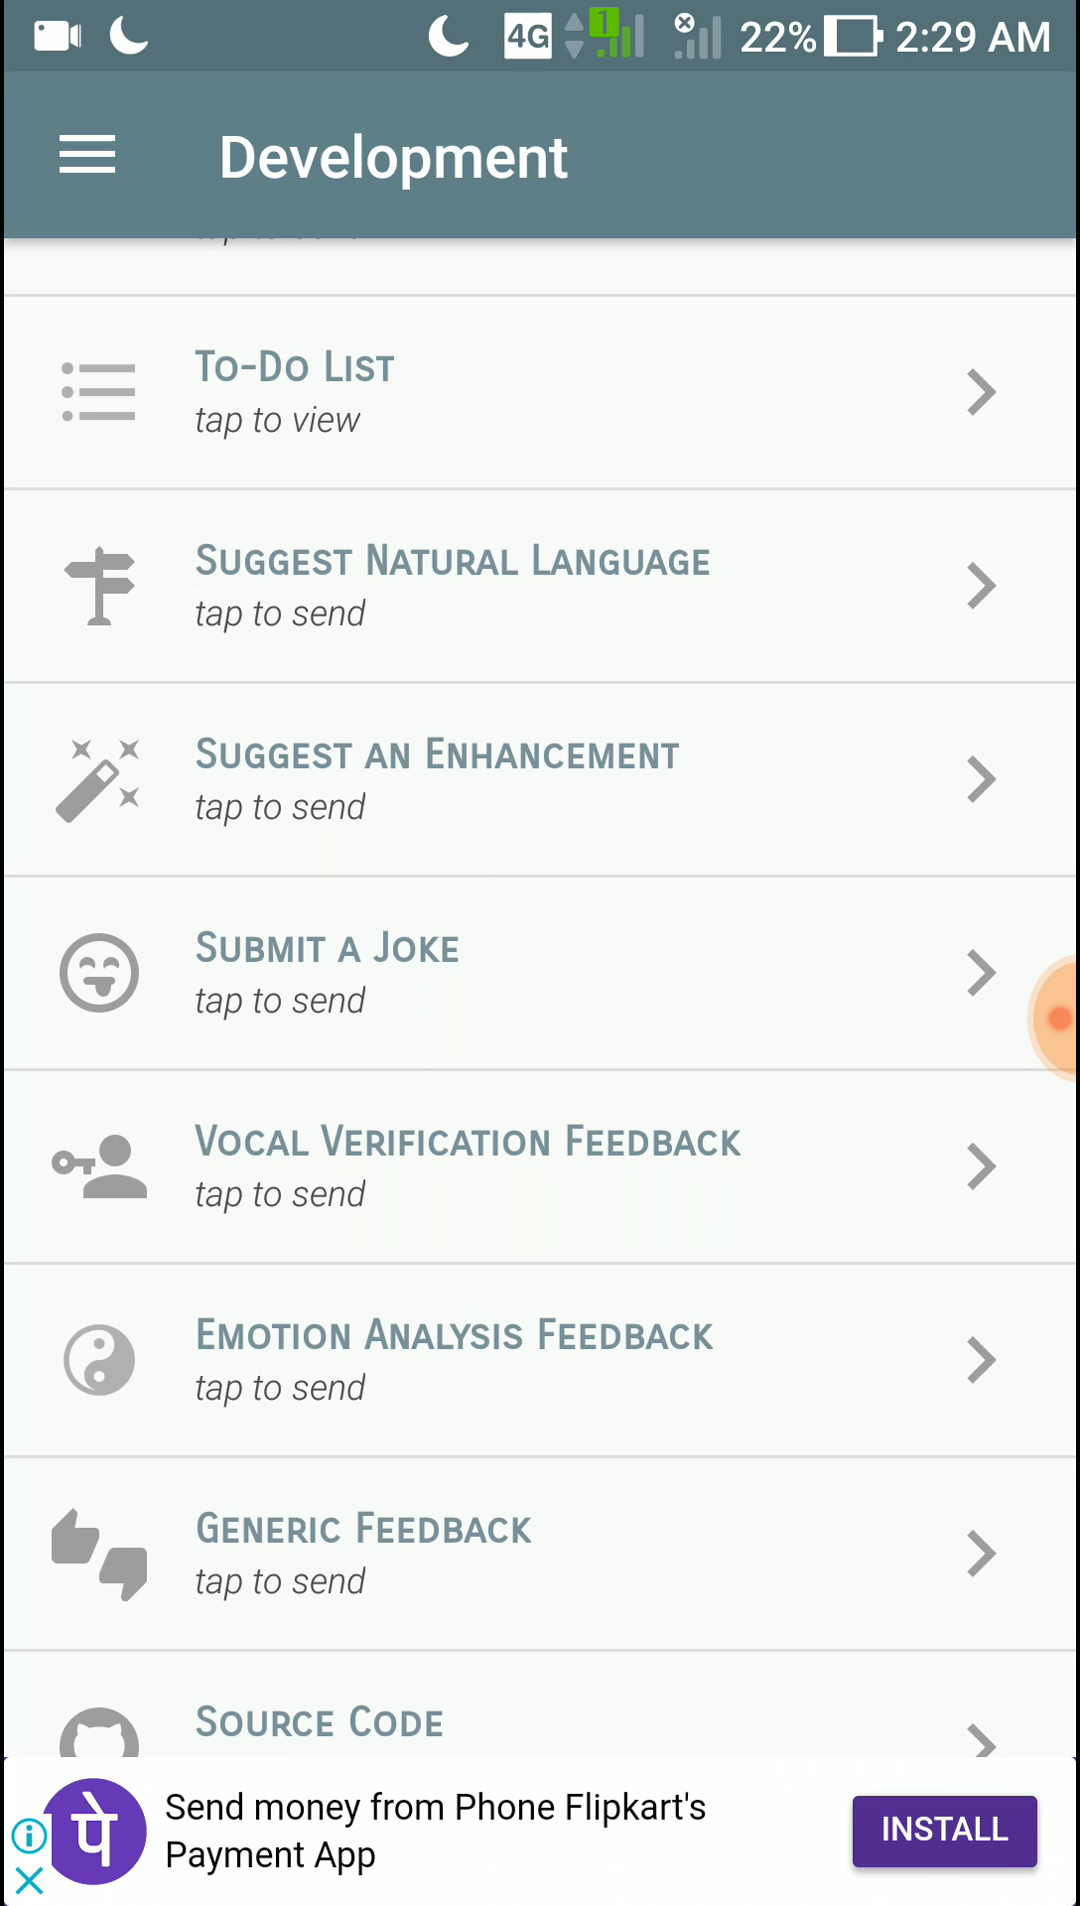 4G 1 22% 2:29 AM
Development
To-Do List
tap to view
Suggest Natural Language
tap to send
Suggest an Enhancement
tap to send
Submit a Joke
tap to send
Vocal Verification Feedback
tap to send
Emotion Analysis Feedback
tap to send
Generic Feedback
tap to send
Source Code
पे
Send money from Phone Flipkart's
Payment App
INSTALL